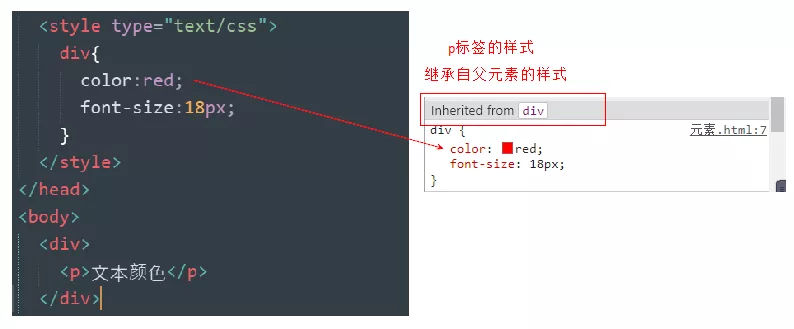 <style type="text/css">
div{
color:red;
font-size:18px;
}
</style>
</head>
<body>
<div>
<p>文本颜色</p>
</div>
p标签的样式
继承自父元素的样式
Inherited from div
div { 元素.html:7
color: red;
font-size: 18px;
}